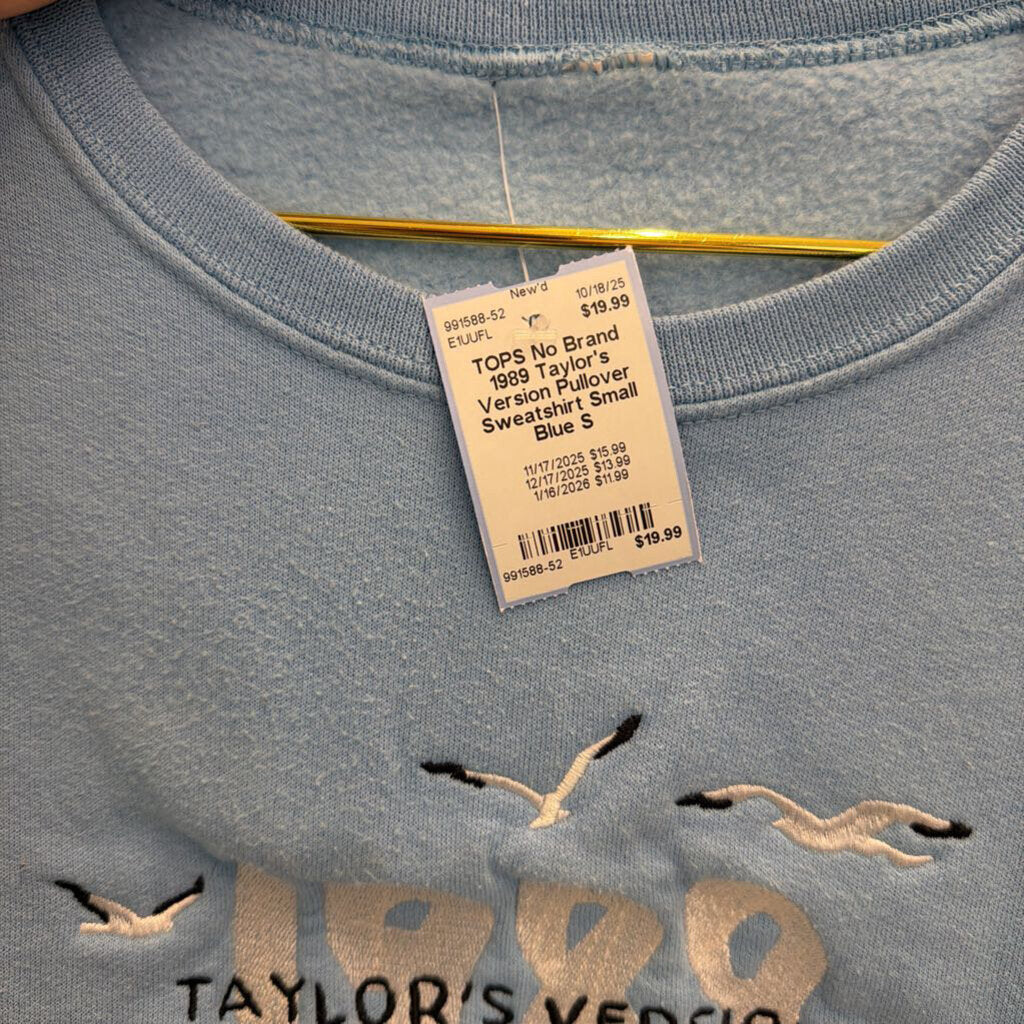 New'd
991588-52 10/18/25
E1UUFL $19.99
TOPS No Brand
1989 Taylor's
Version Pullover
Sweatshirt Small
Blue S
11/17/2025 $15.99
12/17/2025 $13.99
1/16/2026 $11.99
991588-52 E1UUFL $19.99
1989
TAYLOR'S